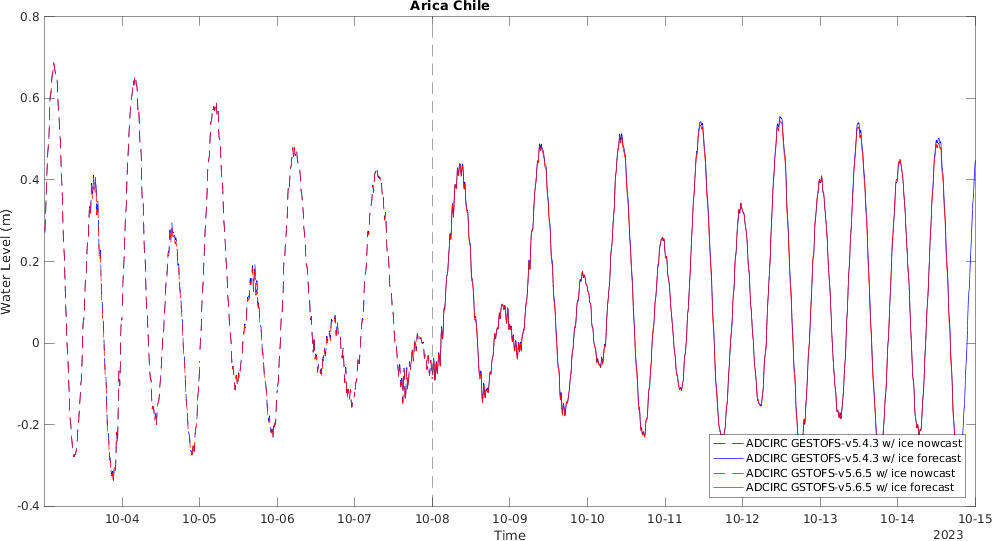 Arica Chile
0.8
0.6
0.4
0.2
0
-0.2
-0.4
Water Level (m)
ADCIRC GESTOFS-v5.4.3 w/ ice nowcast
ADCIRC GESTOFS-v5.4.3 w/ ice forecast
ADCIRC GSTOFS-v5.6.5 w/ ice nowcast
ADCIRC GSTOFS-v5.6.5 w/ ice forecast
10-04 10-05 10-06 10-07 10-08 10-09 10-10 10-11 10-12 10-13 10-14 10-15
Time
2023